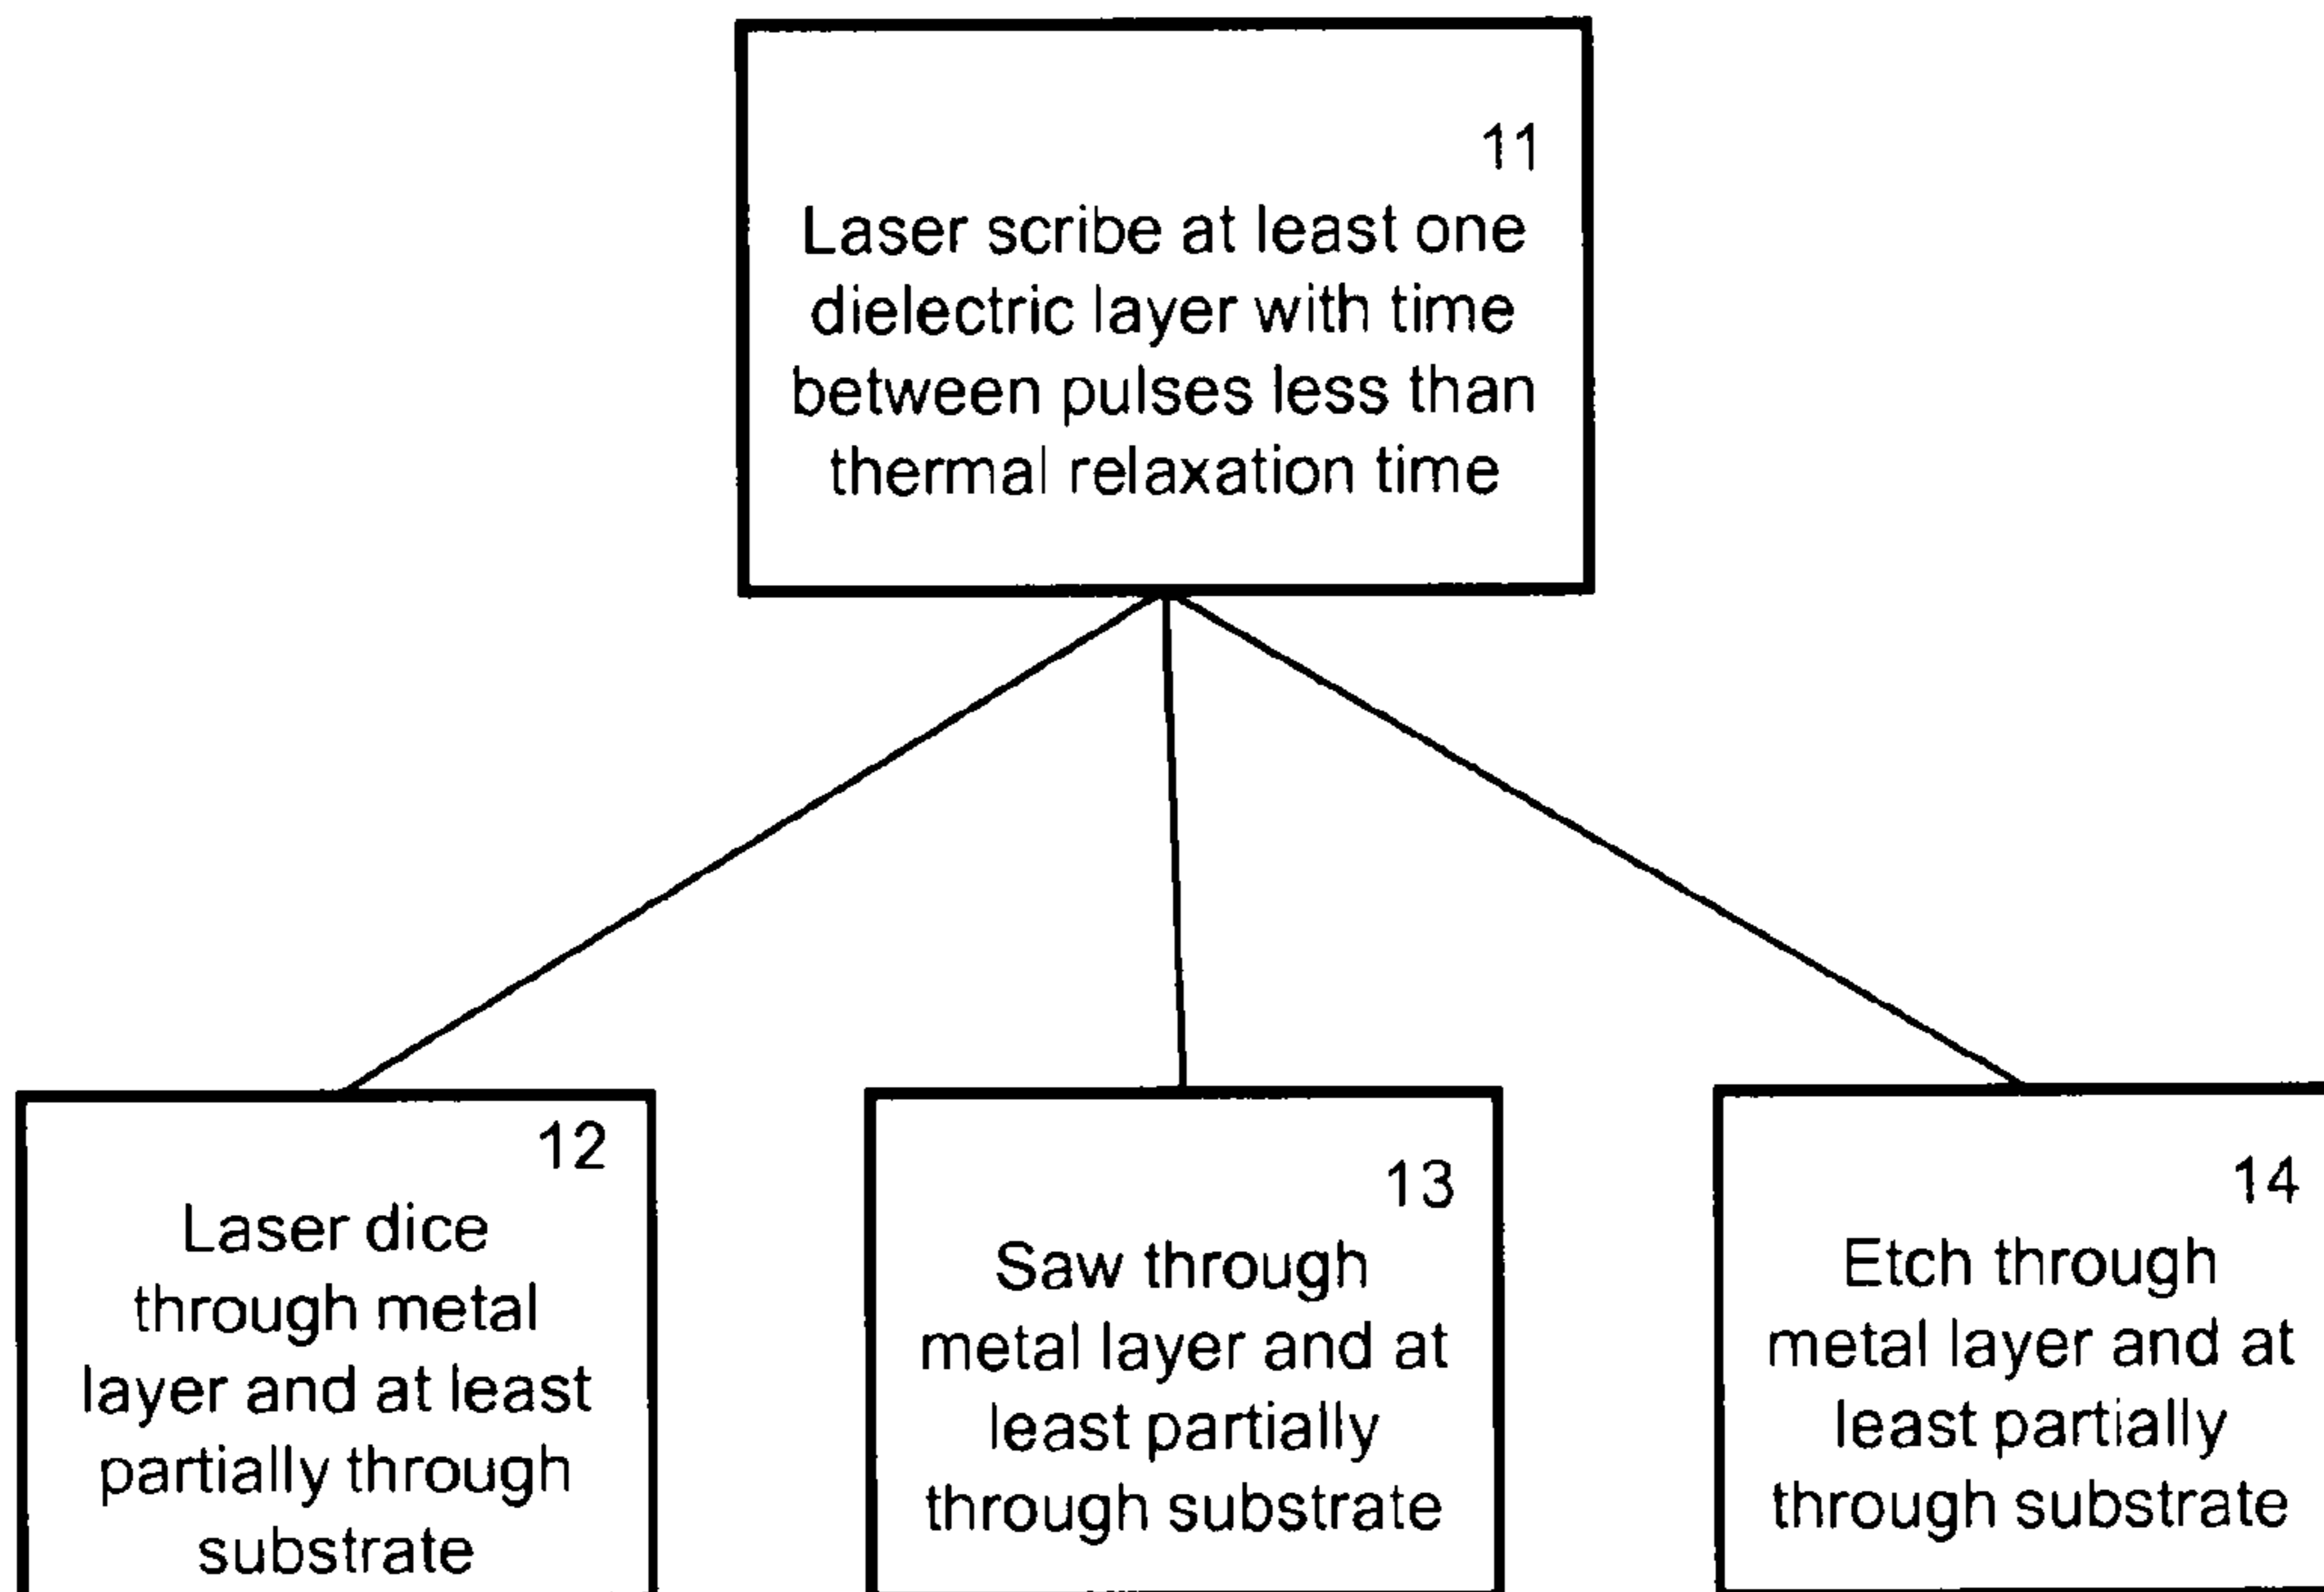 11
Laser scribe at least one
dielectric layer with time
between pulses less than
thermal relaxation time
12
Laser dice
through metal
layer and at least
partially through
substrate
13
Saw through
metal layer and at
least partially
through substrate
14
Etch through
metal layer and at
least partially
through substrate